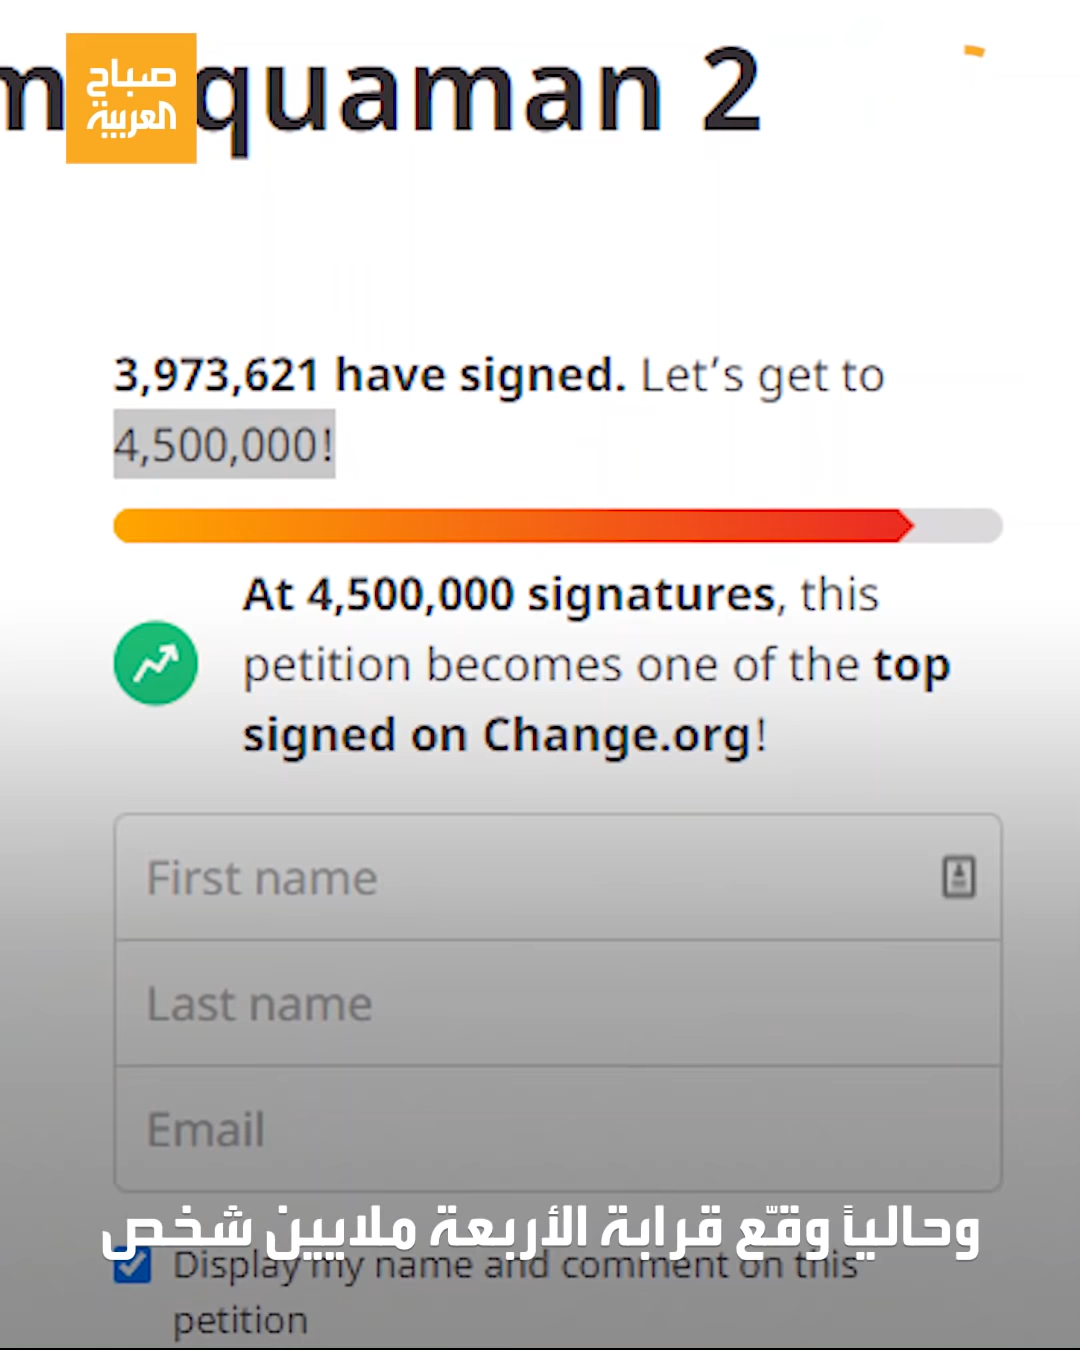 m
quaman 2
صباح
العربية
3,973,621 have signed. Let's get to
4,500,000!
At 4,500,000 signatures, this
petition becomes one of the top
signed on Change.org!
First name
Last name
Email
وحالياً وقّع قرابة الأربعة ملايين شخص
Display my name and comment on this
petition